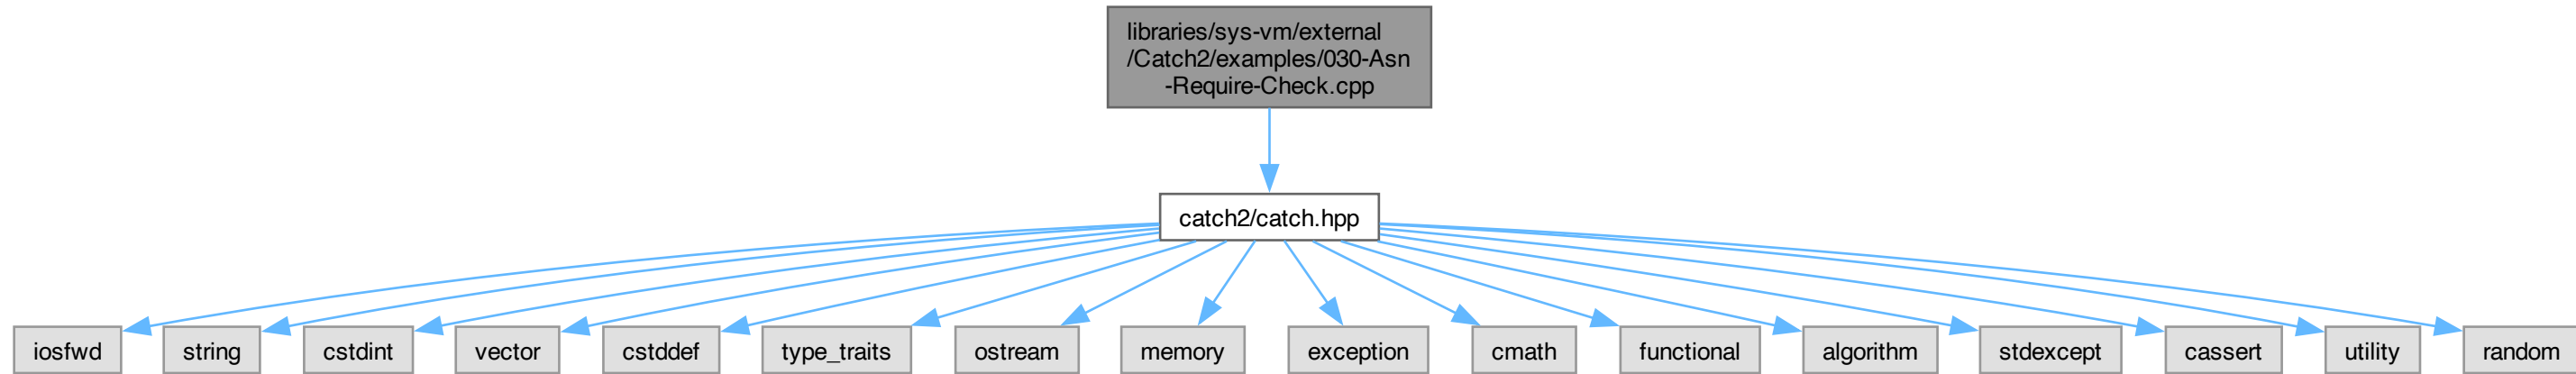 libraries/sys-vm/external
/Catch2/examples/030-Asn
-Require-Check.cpp
catch2/catch.hpp
iosfwd
string
cstdint
vector
cstddef
type_traits
ostream
memory
exception
cmath
functional
algorithm
stdexcept
cassert
utility
random